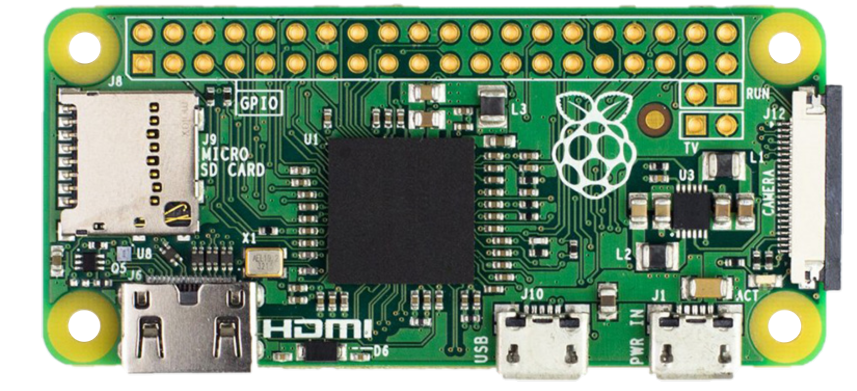 J8
GPIO
L3
RUN
J12
U1
J9
MICRO
SD CARD
TV
L1
U3
CAMERA
X1
U8
L2
J6
J10
J1
ACT
HDMI
USB
PWR IN
D6